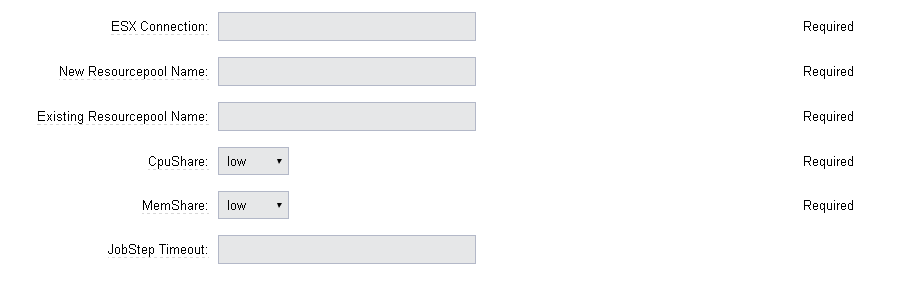 ESX Connection: Required
New Resourcepool Name: Required
Existing Resourcepool Name: Required
CpuShare: low Required
MemShare: low Required
JobStep Timeout: